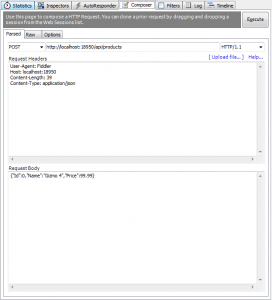 Statistics Inspectors AutoResponder Composer Filters Log Timeline
Use this page to compose a HTTP Request. You can clone a prior request by dragging and dropping a session from the Web Sessions list.
Execute
Parsed Raw Options
POST http://localhost:18950/api/products HTTP/1.1
Request Headers [ Upload file... ] Help...
User-Agent: Fiddler
Host: localhost:18950
Content-Length: 39
Content-Type: application/json
Request Body
{"Id":0,"Name":"Gizmo 4","Price":99.99}